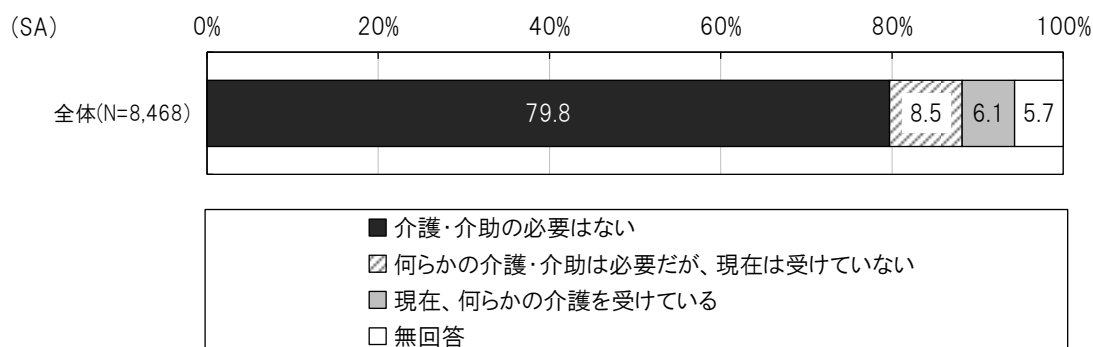 (SA) 0% 20% 40% 60% 80% 100%
全体(N=8,468) 79.8 8.5 6.1 5.7
介護・介助の必要はない
何らかの介護・介助は必要だが、現在は受けていない
現在、何らかの介護を受けている
無回答